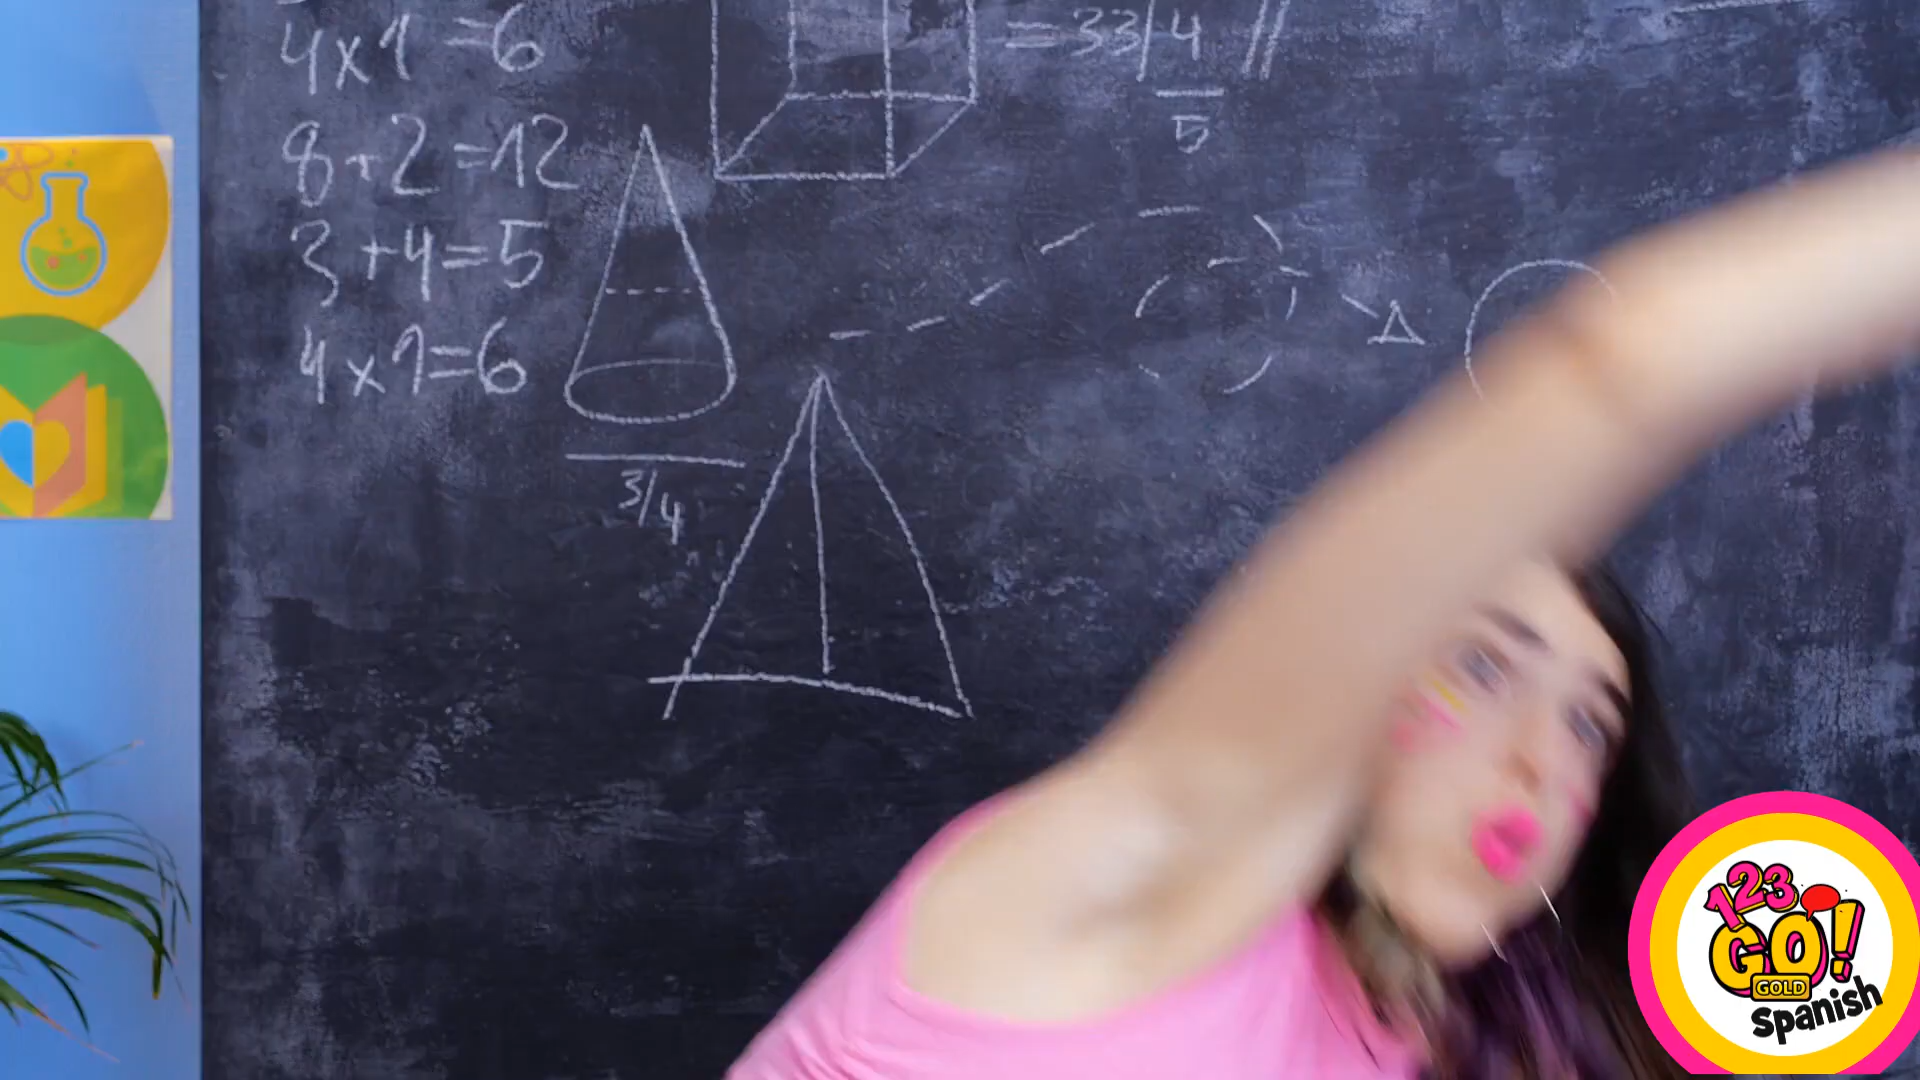 4x1=6
=33/4 //
5
8+2=12
3+4=5
4x1=6
3/4
123
GO!
GOLD
Spanish